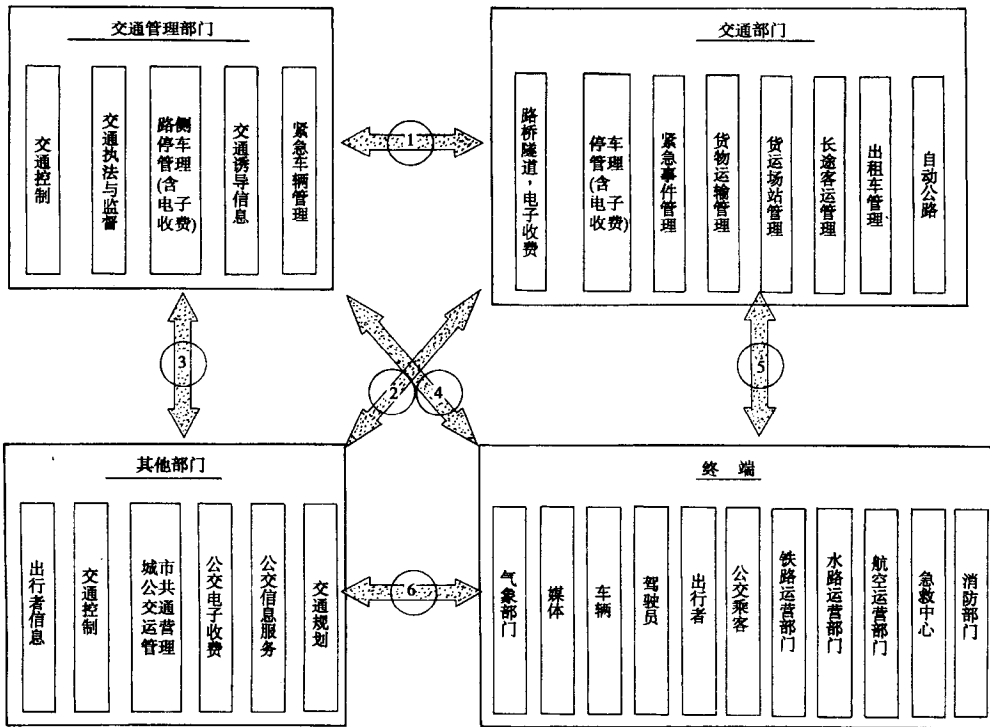 交通管理部门
交通控制
交通执法与监督
路侧停车管理(含电子收费)
交通诱导信息
紧急车辆管理
1
交通部门
路桥隧道，电子收费
停车管理(含电子收费)
紧急事件管理
货物运输管理
货运场站管理
长途客运管理
出租车管理
自动公路
3
2
4
5
其他部门
出行者信息
交通控制
城市公共交通运营管理
公交电子收费
公交信息服务
交通规划
6
终 端
气象部门
媒体
车辆
驾驶员
出行者
公交乘客
铁路运营部门
水路运营部门
航空运营部门
急救中心
消防部门